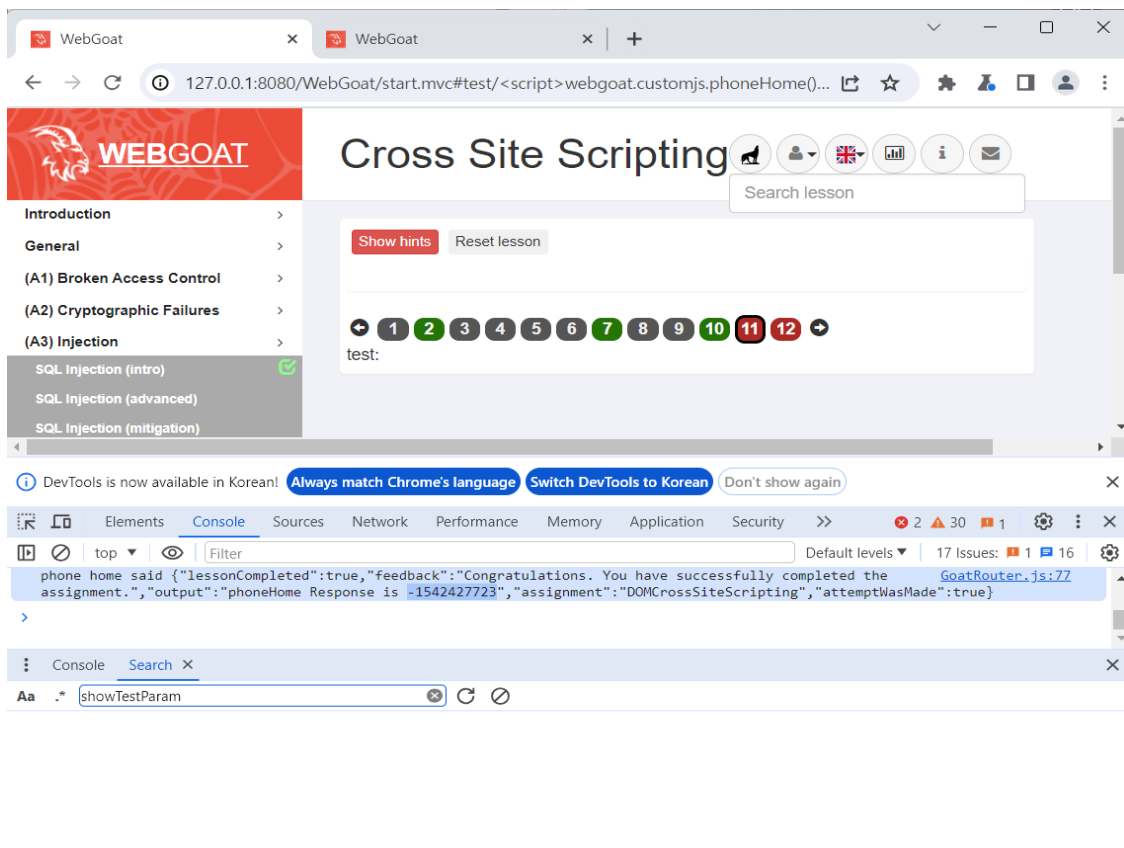 WebGoat
WebGoat
127.0.0.1:8080/WebGoat/start.mvc#test/<script>webgoat.customjs.phoneHome()...
WEBGOAT
Cross Site Scripting
Search lesson
Introduction
General
(A1) Broken Access Control
(A2) Cryptographic Failures
(A3) Injection
SQL Injection (intro)
SQL Injection (advanced)
SQL Injection (mitigation)
Show hints
Reset lesson
1 2 3 4 5 6 7 8 9 10 11 12
test:
DevTools is now available in Korean! Always match Chrome's language Switch DevTools to Korean Don't show again
Elements Console Sources Network Performance Memory Application Security 2 30 1
top Filter Default levels 17 Issues: 1 16
phone home said {"lessonCompleted":true,"feedback":"Congratulations. You have successfully completed the GoatRouter.js:77
assignment.","output":"phoneHome Response is -1542427723","assignment":"DOMCrossSiteScripting","attemptWasMade":true}
Console Search
Aa .* showTestParam